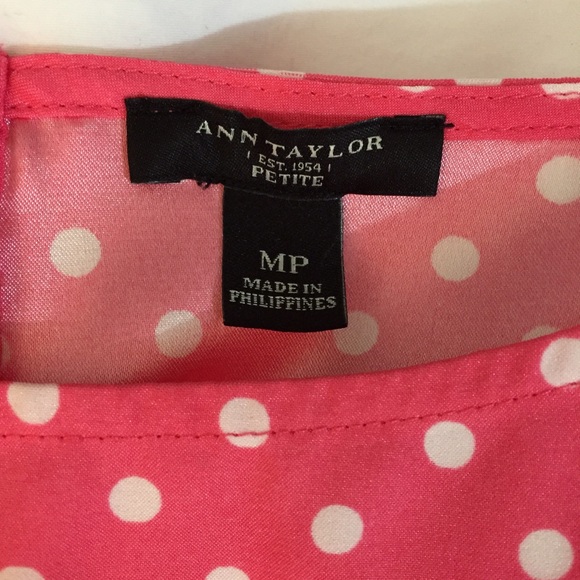 ANN TAYLOR
EST. 1954
PETITE
MP
MADE IN
PHILIPPINES